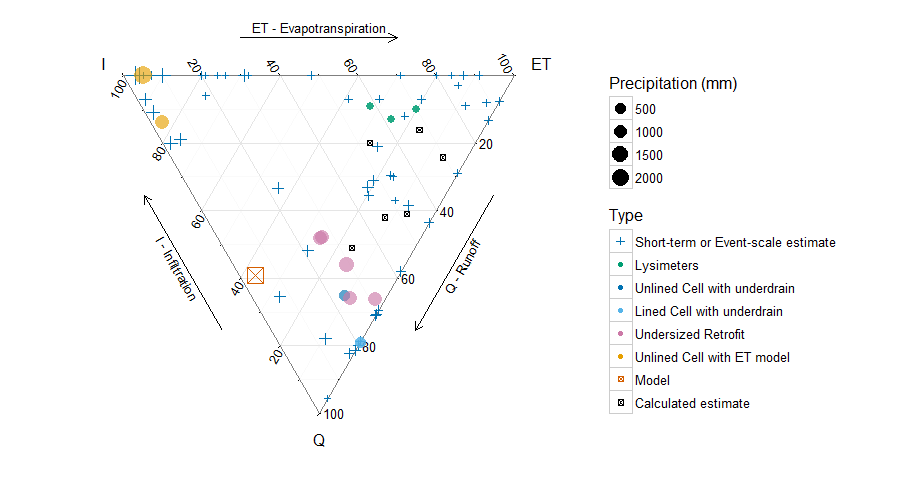 ET - Evapotranspiration
I
ET
20
40
60
80
100
100
80
60
40
20
20
40
60
80
100
I - Infiltration
Q - Runoff
Q
Precipitation (mm)
500
1000
1500
2000
Type
Short-term or Event-scale estimate
Lysimeters
Unlined Cell with underdrain
Lined Cell with underdrain
Undersized Retrofit
Unlined Cell with ET model
Model
Calculated estimate